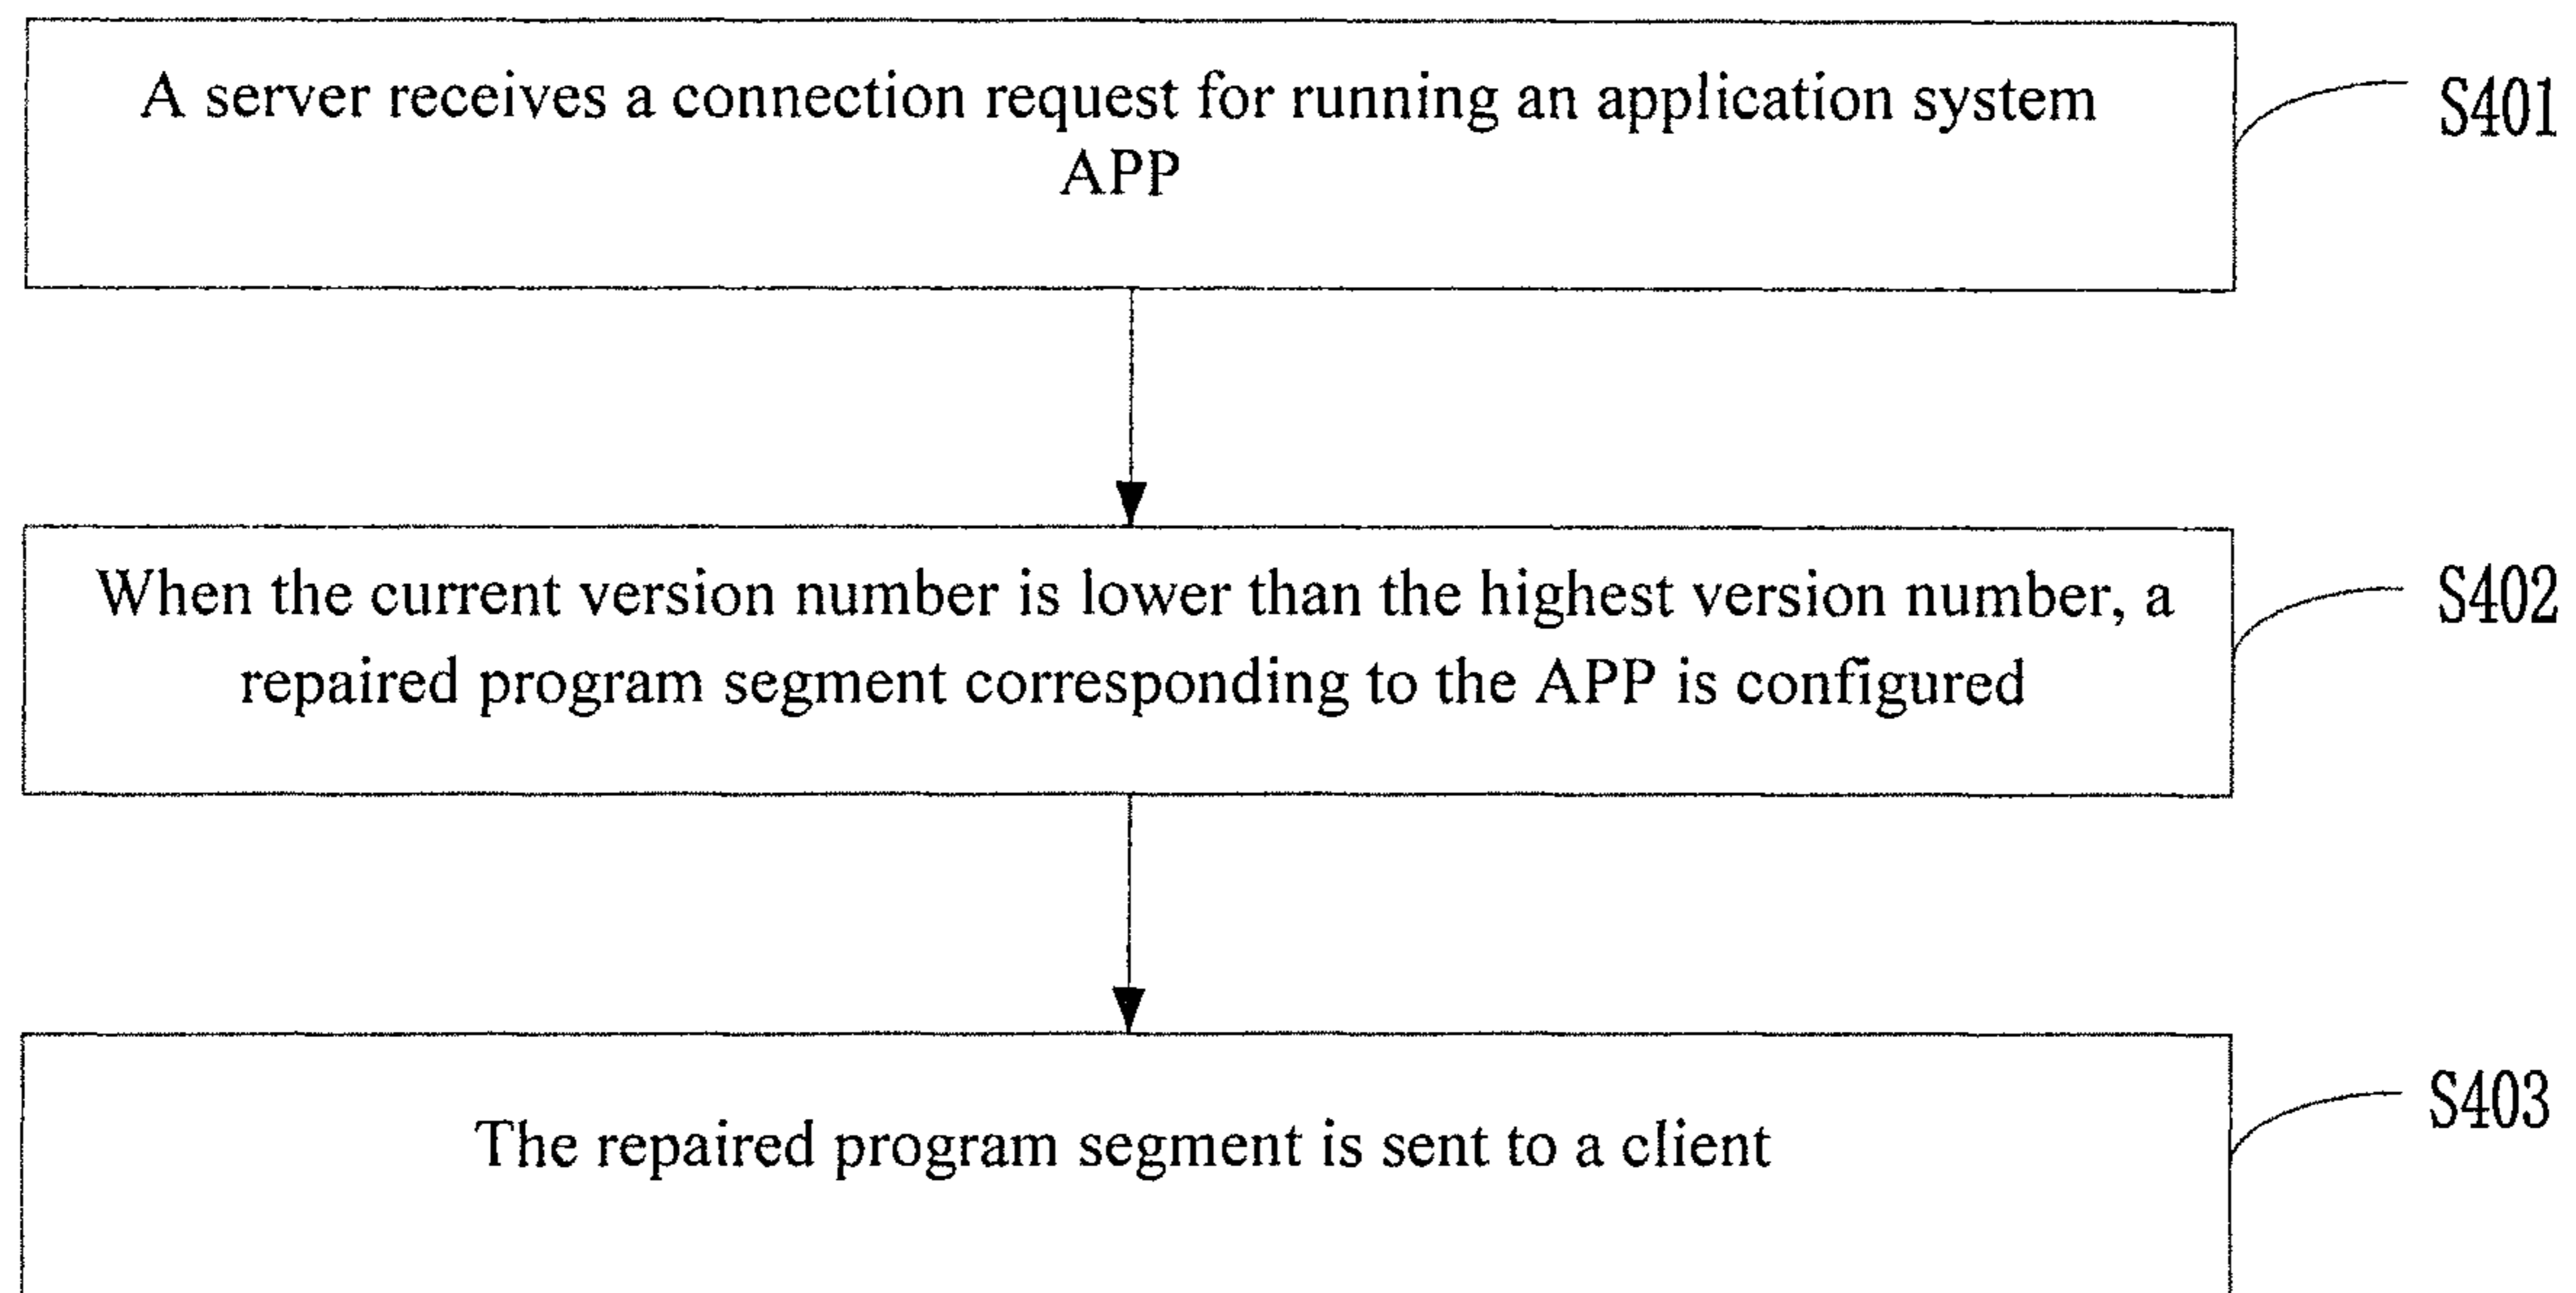 A server receives a connection request for running an application system
APP
S401
When the current version number is lower than the highest version number, a
repaired program segment corresponding to the APP is configured
S402
The repaired program segment is sent to a client
S403